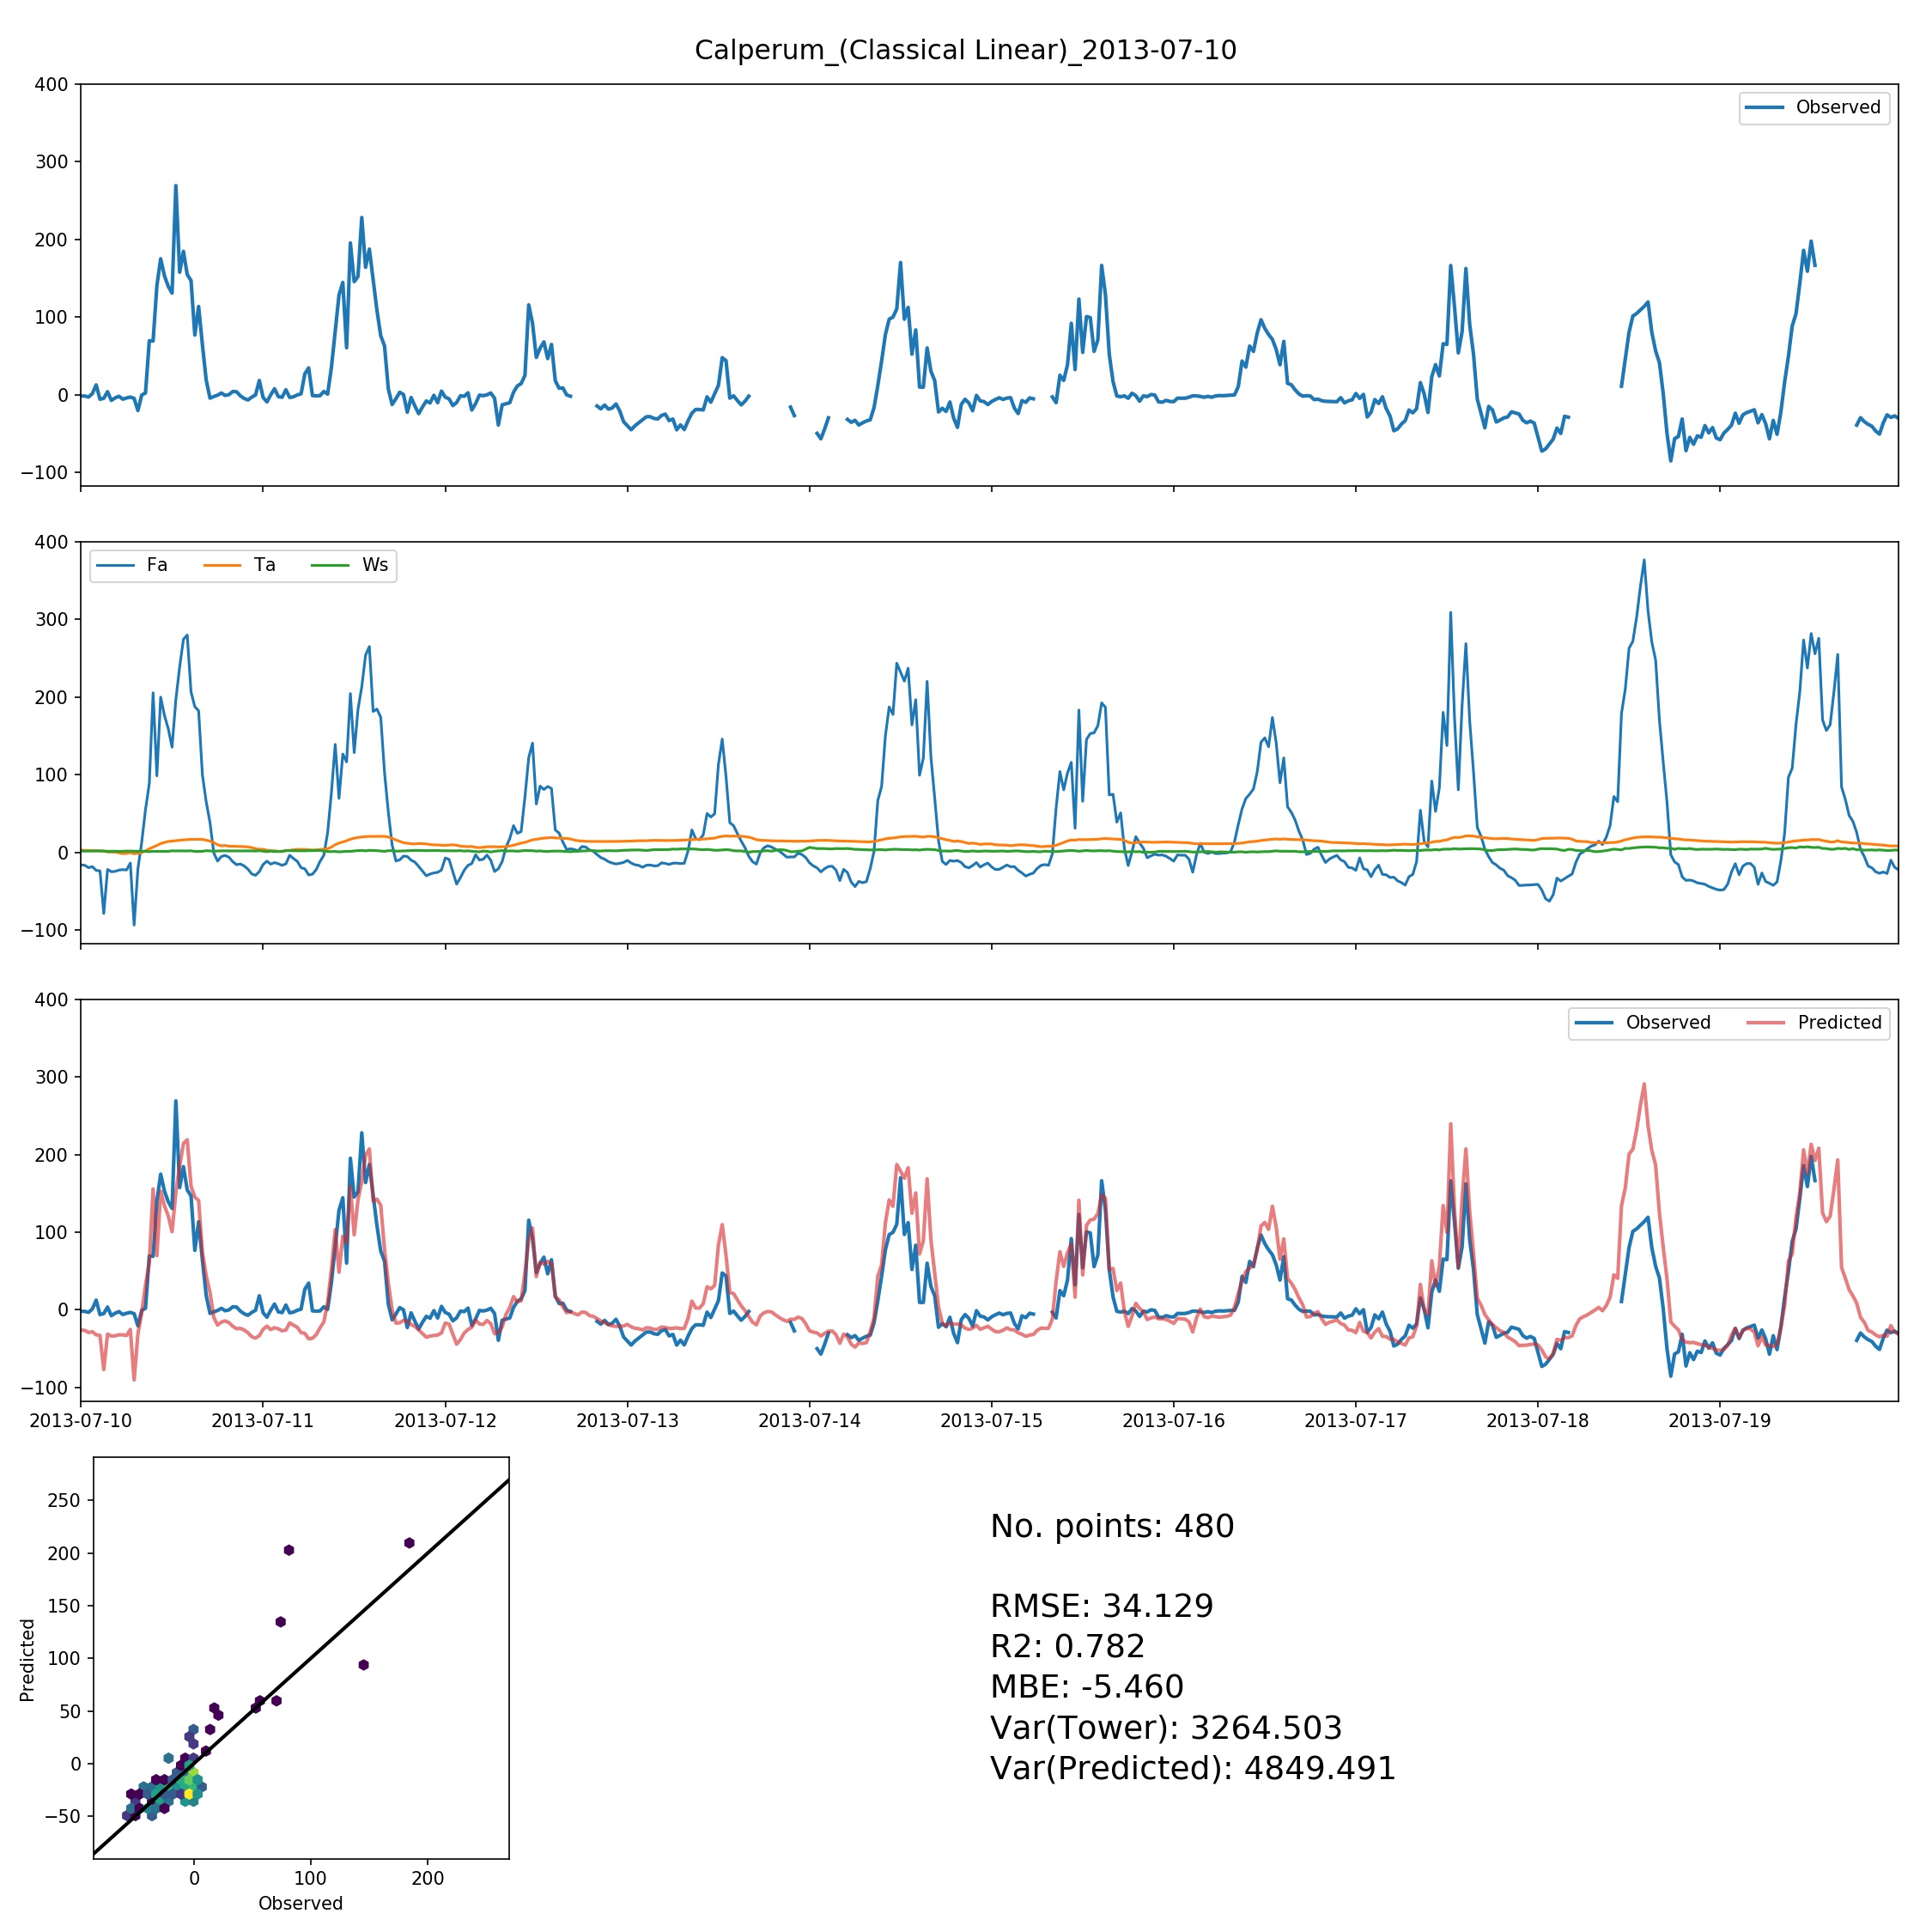 Calperum_(Classical Linear)_2013-07-10
400
300
200
100
0
−100
Observed
400
300
200
100
0
−100
Fa Ta Ws
400
300
200
100
0
−100
Observed Predicted
2013-07-10 2013-07-11 2013-07-12 2013-07-13 2013-07-14 2013-07-15 2013-07-16 2013-07-17 2013-07-18 2013-07-19
250
200
150
100
50
0
−50
Predicted
0 100 200
Observed
No. points: 480
RMSE: 34.129
R2: 0.782
MBE: -5.460
Var(Tower): 3264.503
Var(Predicted): 4849.491